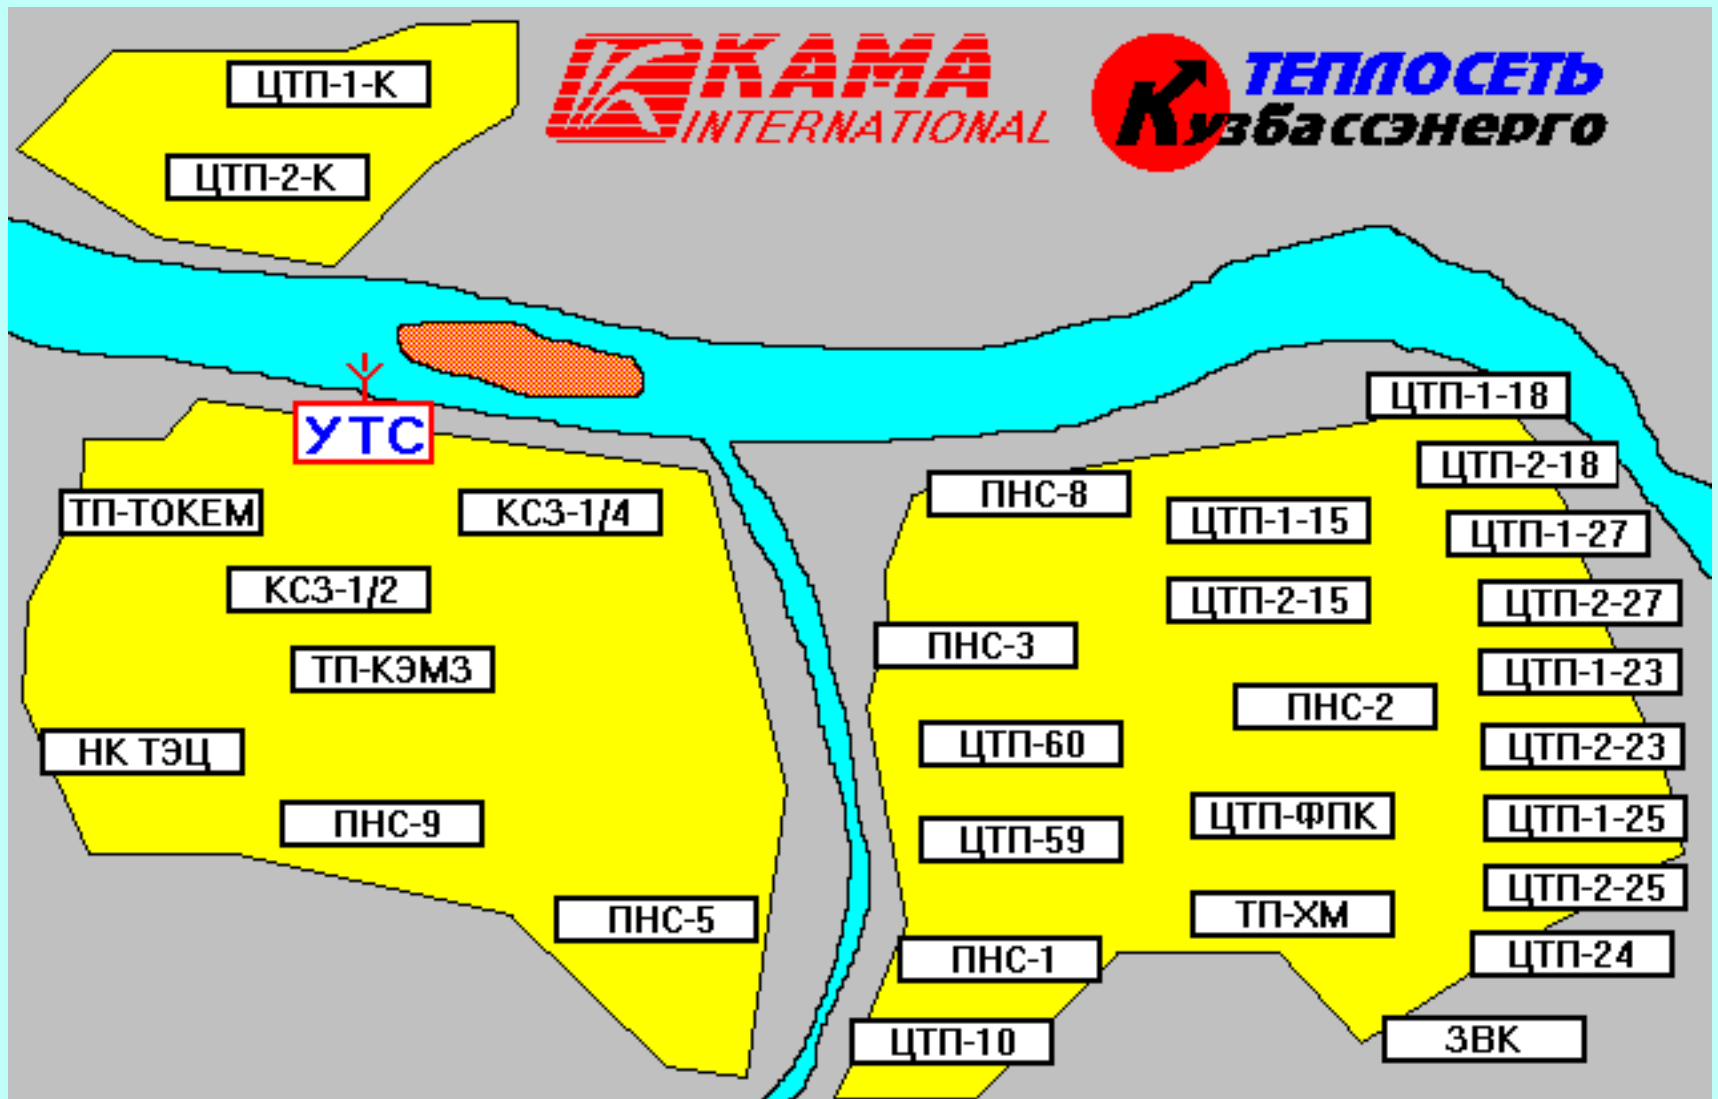 KAMA
INTERNATIONAL
ТЕПЛОСЕТЬ
Кузбассэнерго
ЦТП-1-К
ЦТП-2-К
УТС
ТП-ТОКЕМ
КСЗ-1/4
КСЗ-1/2
ТП-КЭМЗ
НК ТЭЦ
ПНС-9
ПНС-5
ПНС-8
ЦТП-1-15
ЦТП-2-15
ПНС-3
ПНС-2
ЦТП-60
ЦТП-59
ЦТП-ФПК
ТП-ХМ
ПНС-1
ЦТП-10
ЦТП-1-18
ЦТП-2-18
ЦТП-1-27
ЦТП-2-27
ЦТП-1-23
ЦТП-2-23
ЦТП-1-25
ЦТП-2-25
ЦТП-24
ЗВК